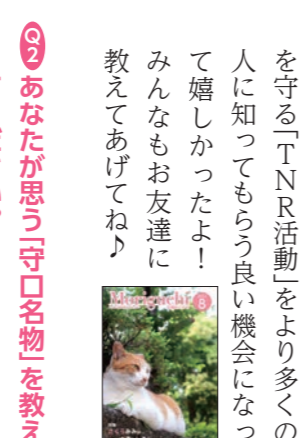 を守る「TNR活動」をより多くの
人に知ってもらう良い機会になっ
て嬉しかったよ!
みんなもお友達に
教えてあげてね♪
Moriguchi 8
Q2 あなたが思う「守口名物」を教え